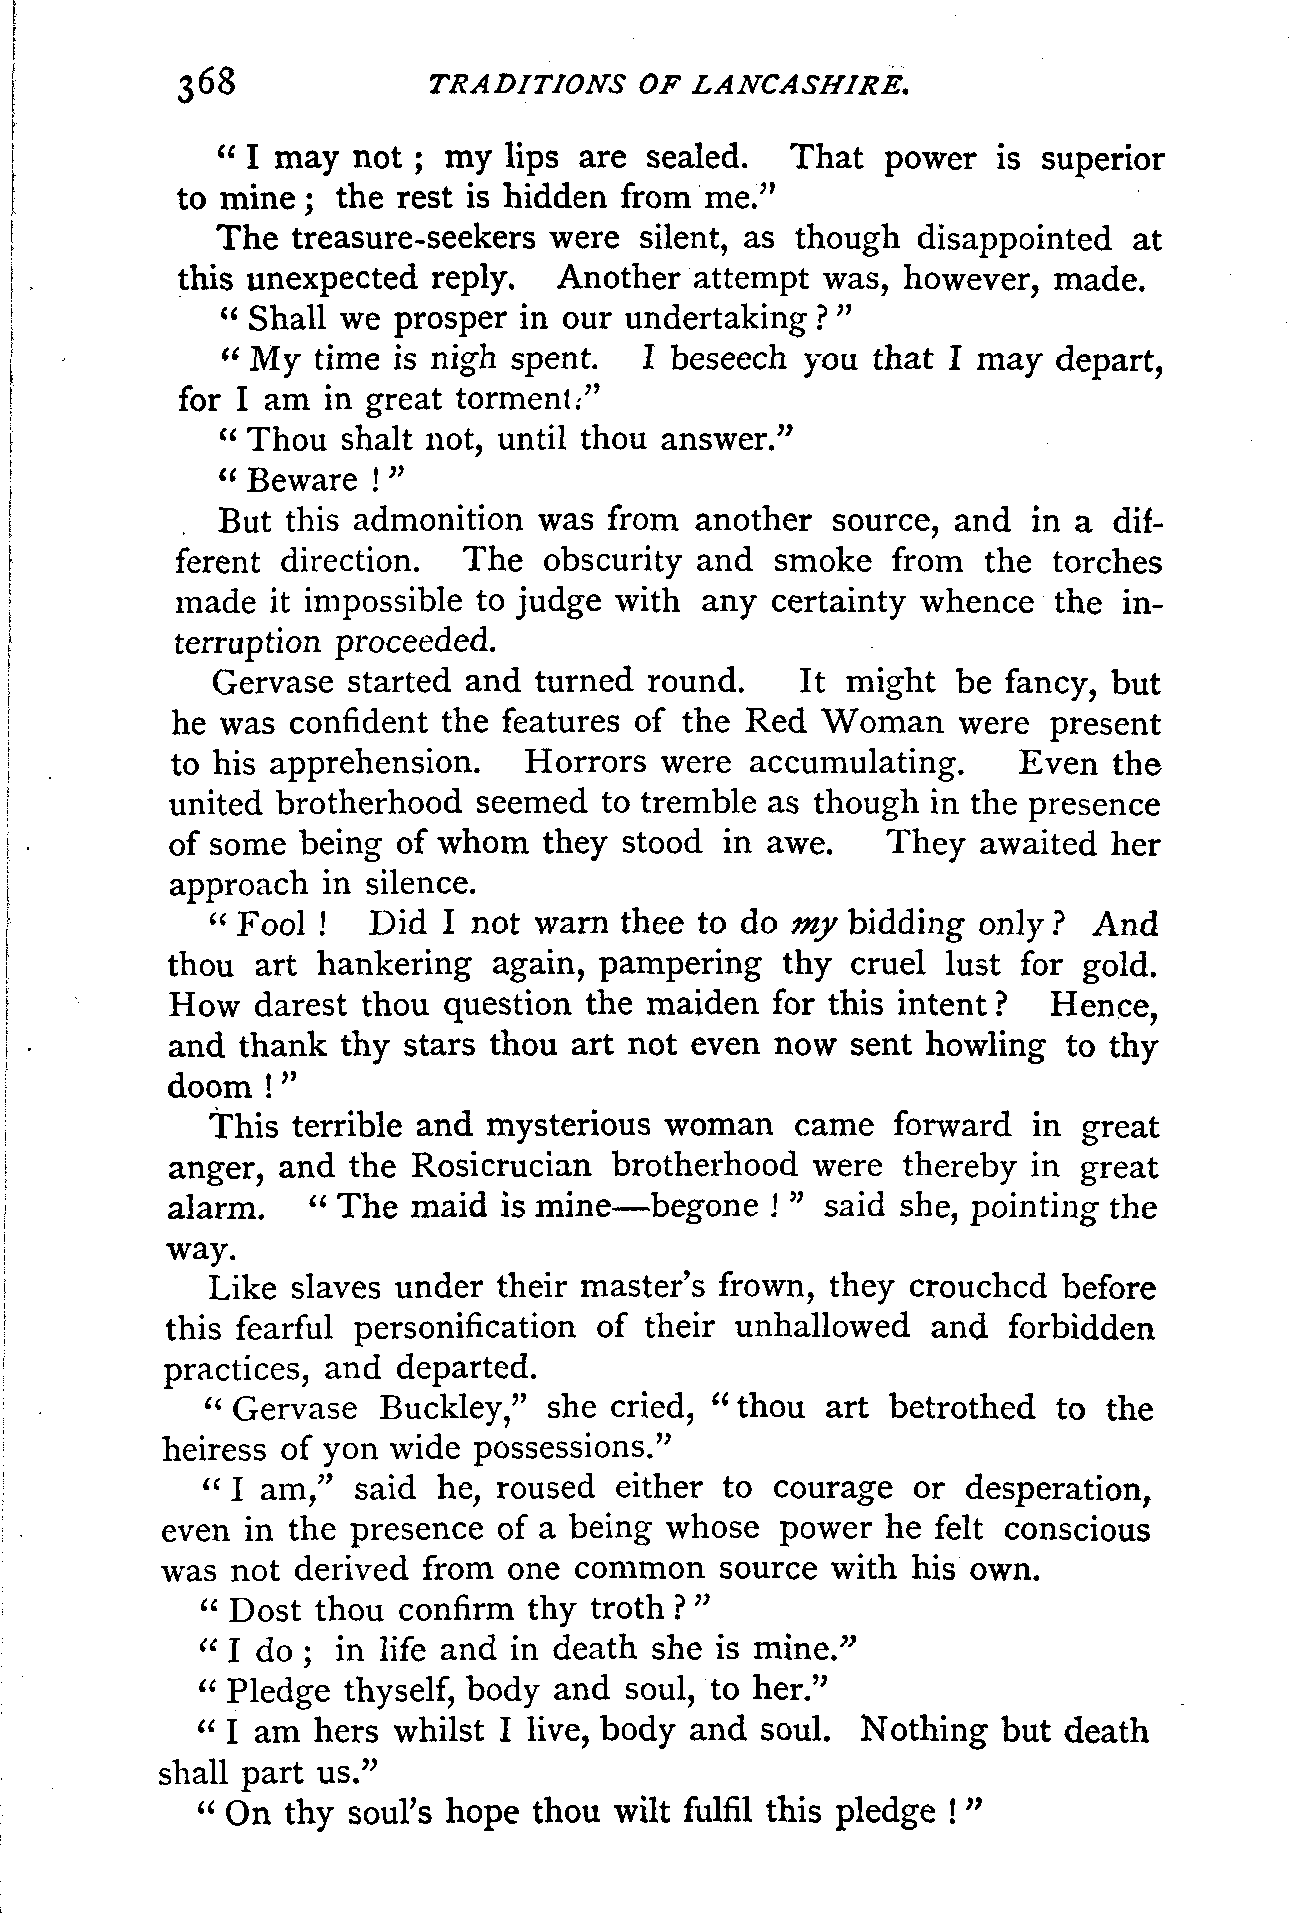 368 TRADITIONS OF LANCASHIRE.
“ I may not ; my lips are sealed. That power is superior
to mine ; the rest is hidden from me.”
The treasure-seekers were silent, as though disappointed at
this unexpected reply. Another attempt was, however, made.
“ Shall we prosper in our undertaking ? ”
“ My time is nigh spent. I beseech you that I may depart,
for I am in great torment.”
“ Thou shalt not, until thou answer.”
“ Beware ! ”
But this admonition was from another source, and in a dif-
ferent direction. The obscurity and smoke from the torches
made it impossible to judge with any certainty whence the in-
terruption proceeded.
Gervase started and turned round. It might be fancy, but
he was confident the features of the Red Woman were present
to his apprehension. Horrors were accumulating. Even the
united brotherhood seemed to tremble as though in the presence
of some being of whom they stood in awe. They awaited her
approach in silence.
“ Fool ! Did I not warn thee to do my bidding only ? And
thou art hankering again, pampering thy cruel lust for gold.
How darest thou question the maiden for this intent ? Hence,
and thank thy stars thou art not even now sent howling to thy
doom ! ”
This terrible and mysterious woman came forward in great
anger, and the Rosicrucian brotherhood were thereby in great
alarm. “ The maid is mine—begone ! ” said she, pointing the
way.
Like slaves under their master’s frown, they crouched before
this fearful personification of their unhallowed and forbidden
practices, and departed.
“ Gervase Buckley,” she cried, “ thou art betrothed to the
heiress of yon wide possessions.”
“ I am,” said he, roused either to courage or desperation,
even in the presence of a being whose power he felt conscious
was not derived from one common source with his own.
“ Dost thou confirm thy troth ? ”
“ I do ; in life and in death she is mine.”
“ Pledge thyself, body and soul, to her.”
“ I am hers whilst I live, body and soul. Nothing but death
shall part us.”
“ On thy soul’s hope thou wilt fulfil this pledge ! ”